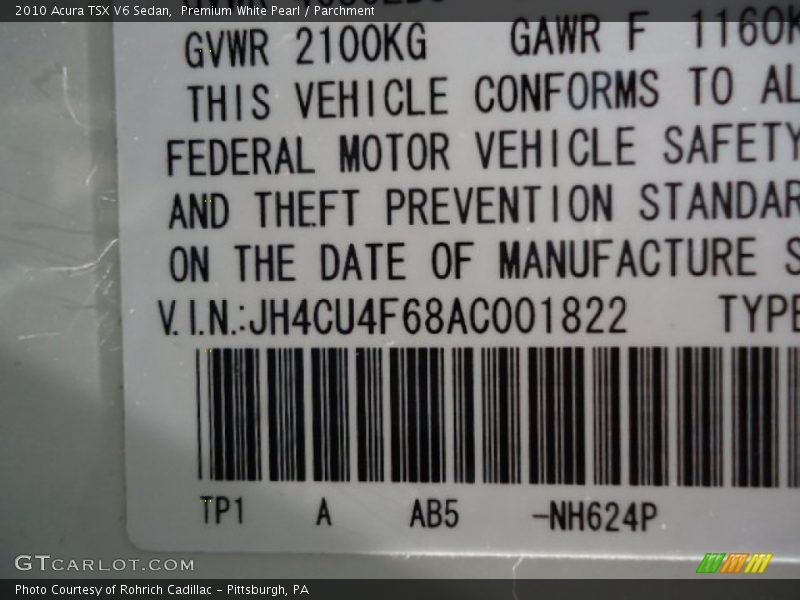 2010 Acura TSX V6 Sedan, Premium White Pearl / Parchment
GVWR 2100KG GAWR F 1160K
THIS VEHICLE CONFORMS TO AL
FEDERAL MOTOR VEHICLE SAFETY
AND THEFT PREVENTION STANDAR
ON THE DATE OF MANUFACTURE S
V.I.N.:JH4CU4F68AC001822 TYPE
TP1 A AB5 -NH624P
GTCARLOT.COM
Photo Courtesy of Rohrich Cadillac - Pittsburgh, PA